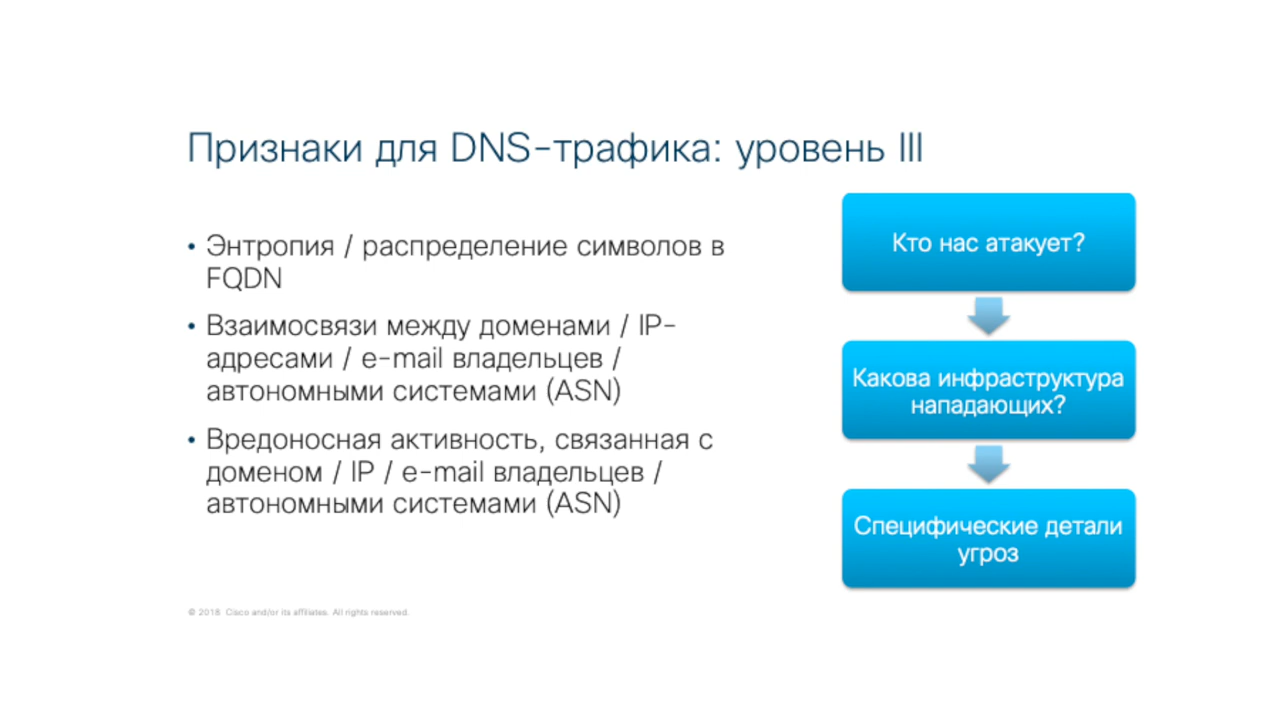 Признаки для DNS-трафика: уровень III
• Энтропия / распределение символов в
FQDN
• Взаимосвязи между доменами / IP-
адресами / e-mail владельцев /
автономными системами (ASN)
• Вредоносная активность, связанная с
доменом / IP / e-mail владельцев /
автономными системами (ASN)
Кто нас атакует?
Какова инфраструктура
нападающих?
Специфические детали
угроз
© 2018 Cisco and/or its affiliates. All rights reserved.